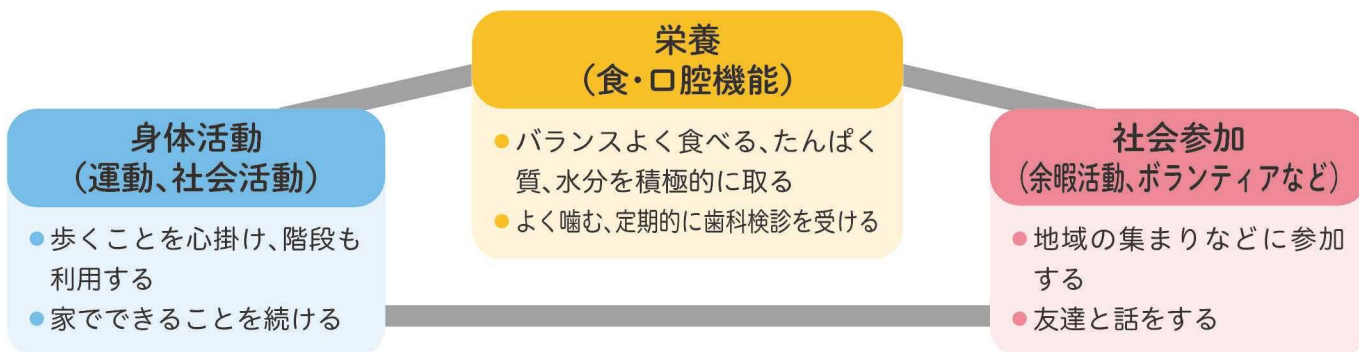 栄養
（食・口腔機能）
●バランスよく食べる、たんぱく
質、水分を積極的に取る
●よく噛む、定期的に歯科検診を受ける
身体活動
（運動、社会活動）
●歩くことを心掛け、階段も
利用する
●家でできることを続ける
社会参加
（余暇活動、ボランティアなど）
●地域の集まりなどに参加
する
●友達と話をする